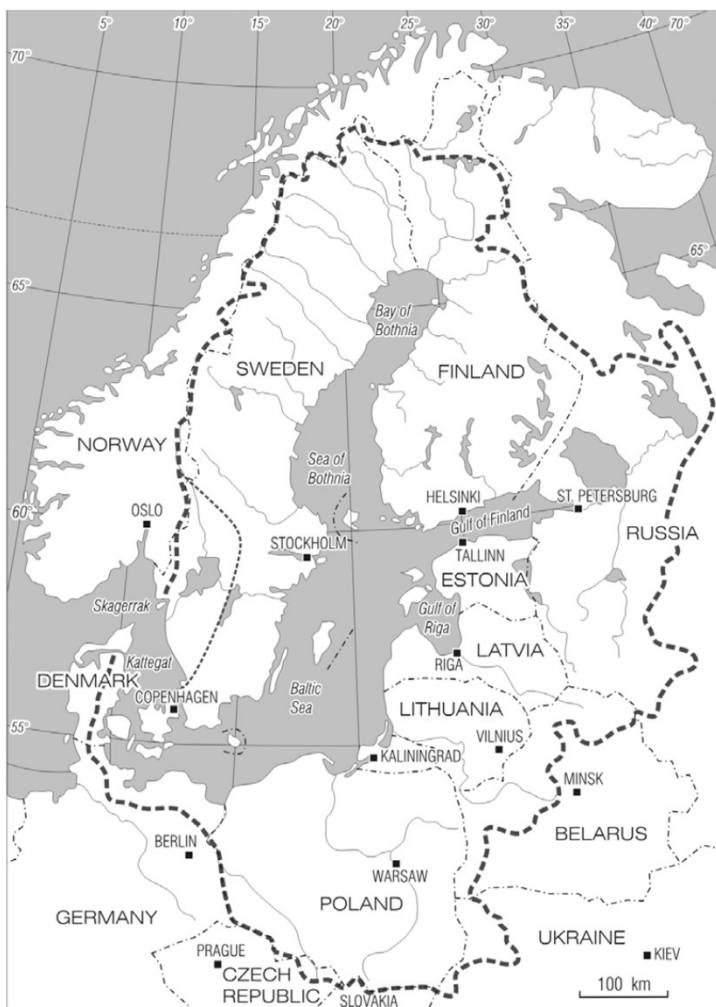 5°
10°
20°
25°
30°
35°
40°
70°
70°
65°
65°
Bay of
Bothnia
SWEDEN
FINLAND
NORWAY
Sea of
Bothnia
60°
OSLO
HELSINKI
ST. PETERSBURG
Gulf of Finland
STOCKHOLM
TALLINN
RUSSIA
ESTONIA
Skagerrak
Gulf of
Riga
LATVIA
Kattegat
RIGA
DENMARK
COPENHAGEN
Baltic
Sea
LITHUANIA
55°
VILNIUS
KALININGRAD
MINSK
BELARUS
BERLIN
WARSAW
GERMANY
POLAND
UKRAINE
PRAGUE
KIEV
CZECH
REPUBLIC
SLOVAKIA
100 km